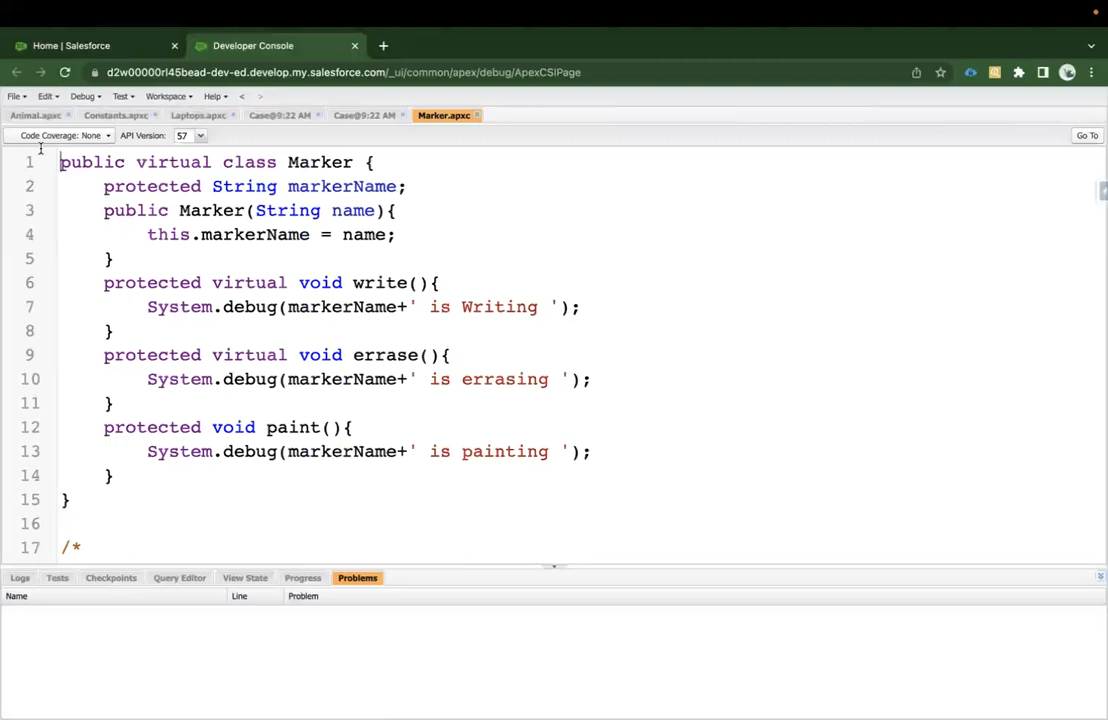 Home | Salesforce
Developer Console
d2w00000rl45bead-dev-ed.develop.my.salesforce.com/_ui/common/apex/debug/ApexCSIPage
File Edit Debug Test Workspace Help < >
Animal.apxc Constants.apxc Laptops.apxc Case@9:22 AM Case@9:22 AM Marker.apxc
Code Coverage: None API Version: 57 Go To
1 public virtual class Marker {
2 protected String markerName;
3 public Marker(String name){
4 this.markerName = name;
5 }
6 protected virtual void write(){
7 System.debug(markerName+' is Writing ');
8 }
9 protected virtual void errase(){
10 System.debug(markerName+' is errasing ');
11 }
12 protected void paint(){
13 System.debug(markerName+' is painting ');
14 }
15 }
16
17 /*
Logs Tests Checkpoints Query Editor View State Progress Problems
Name Line Problem